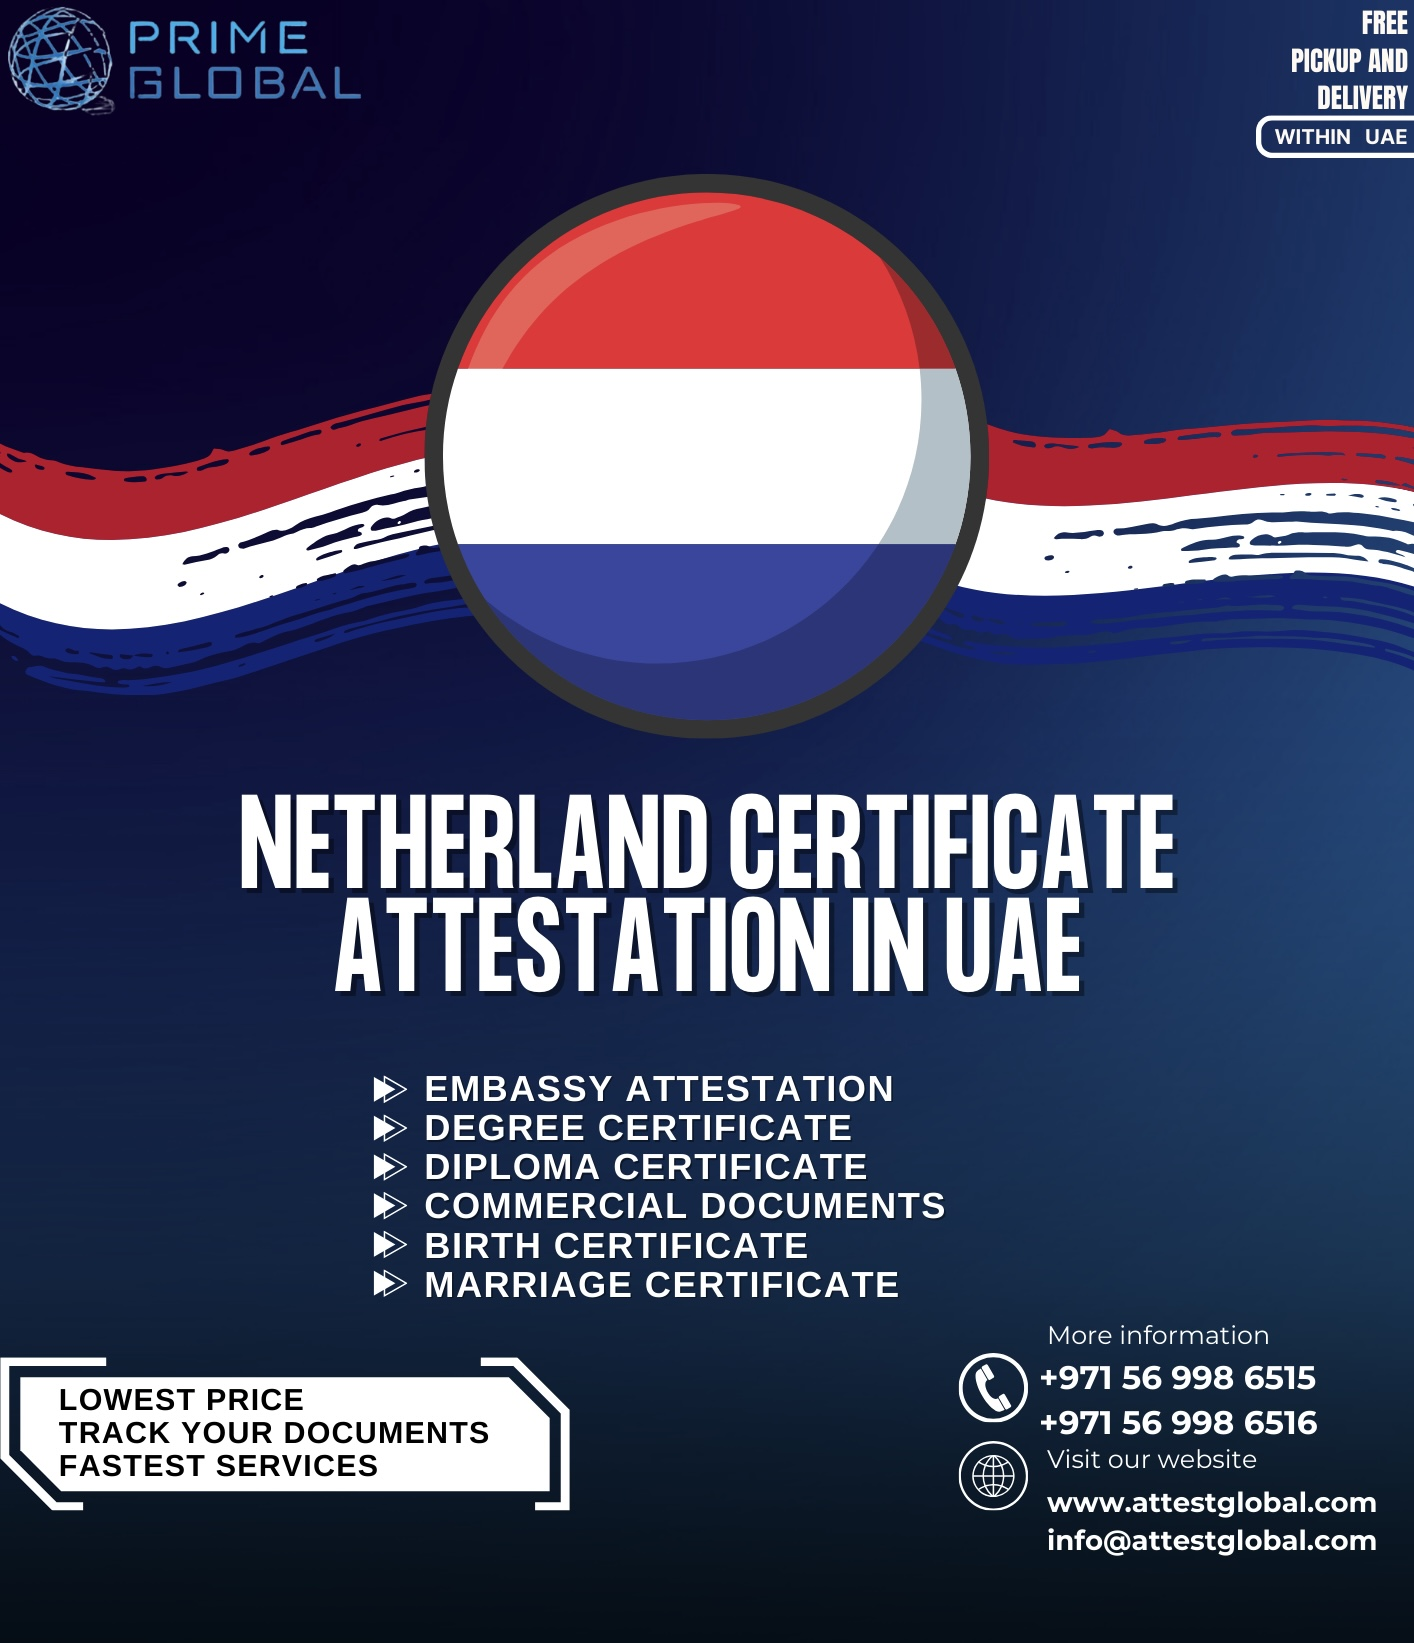 PRIME
GLOBAL
FREE
PICKUP AND
DELIVERY
WITHIN UAE
NETHERLAND CERTIFICATE
ATTESTATION IN UAE
EMBASSY ATTESTATION
DEGREE CERTIFICATE
DIPLOMA CERTIFICATE
COMMERCIAL DOCUMENTS
BIRTH CERTIFICATE
MARRIAGE CERTIFICATE
LOWEST PRICE
TRACK YOUR DOCUMENTS
FASTEST SERVICES
More information
+971 56 998 6515
+971 56 998 6516
Visit our website
www.attestglobal.com
info@attestglobal.com